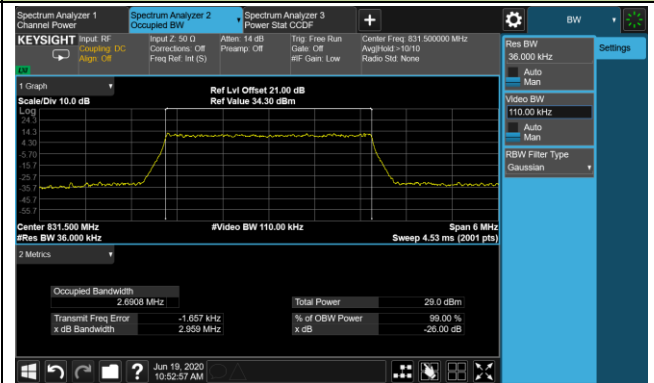 Spectrum Analyzer 1
Channel Power
Spectrum Analyzer 2
Occupied BW
Spectrum Analyzer 3
Power Stat CCDF
BW
KEYSIGHT
Input: RF
Coupling: DC
Align: Off
Input Z: 50 Ω
Corrections: Off
Freq Ref: Int (S)
Atten: 14 dB
Preamp: Off
Trig: Free Run
Gate: Off
#IF Gain: Low
Center Freq: 831.500000 MHz
Avg|Hold:>10/10
Radio Std: None
Res BW
36.000 kHz
Auto
Man
Settings
Video BW
110.00 kHz
Auto
Man
RBW Filter Type
Gaussian
1 Graph
Scale/Div 10.0 dB
Ref Lvl Offset 21.00 dB
Ref Value 34.30 dBm
Log
24.3
14.3
4.30
-5.70
-15.7
-25.7
-35.7
-45.7
-55.7
Center 831.500 MHz
#Res BW 36.000 kHz
#Video BW 110.00 kHz
Span 6 MHz
Sweep 4.53 ms (2001 pts)
2 Metrics
Occupied Bandwidth
2.6908 MHz
Total Power 29.0 dBm
Transmit Freq Error -1.657 kHz
% of OBW Power 99.00 %
x dB Bandwidth 2.959 MHz
x dB -26.00 dB
Jun 19, 2020
10:52:57 AM